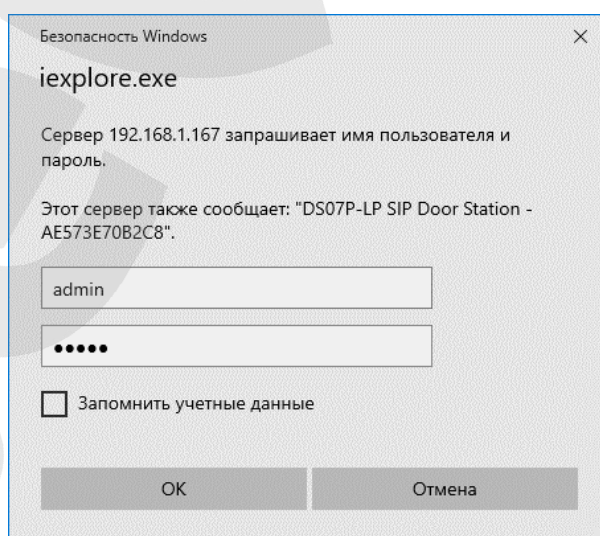 Безопасность Windows
iexplore.exe
Сервер 192.168.1.167 запрашивает имя пользователя и
пароль.
Этот сервер также сообщает: "DS07P-LP SIP Door Station -
AE573E70B2C8".
admin
•••••
Запомнить учетные данные
ОК
Отмена